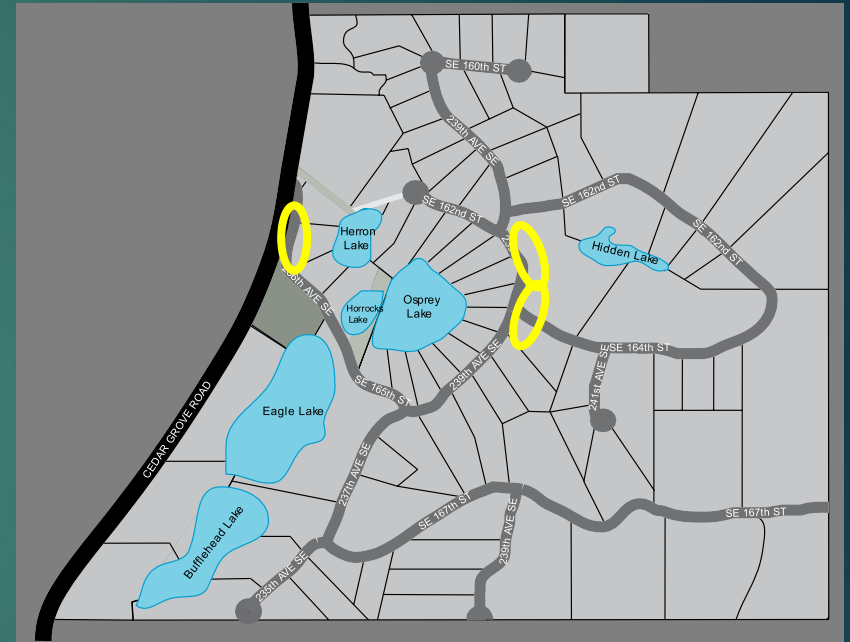 SE 160th ST
239th AVE SE
SE 162nd ST
SE 162nd ST
SE 162nd ST
Herron
Lake
Hidden Lake
Osprey
Lake
Horrocks
Lake
SE 164th ST
239th AVE SE
241st AVE SE
SE 165th ST
Eagle Lake
CEDAR GROVE ROAD
237th AVE SE
SE 167th ST
SE 167th ST
239th AVE SE
Bufflehead Lake
235th AVE SE